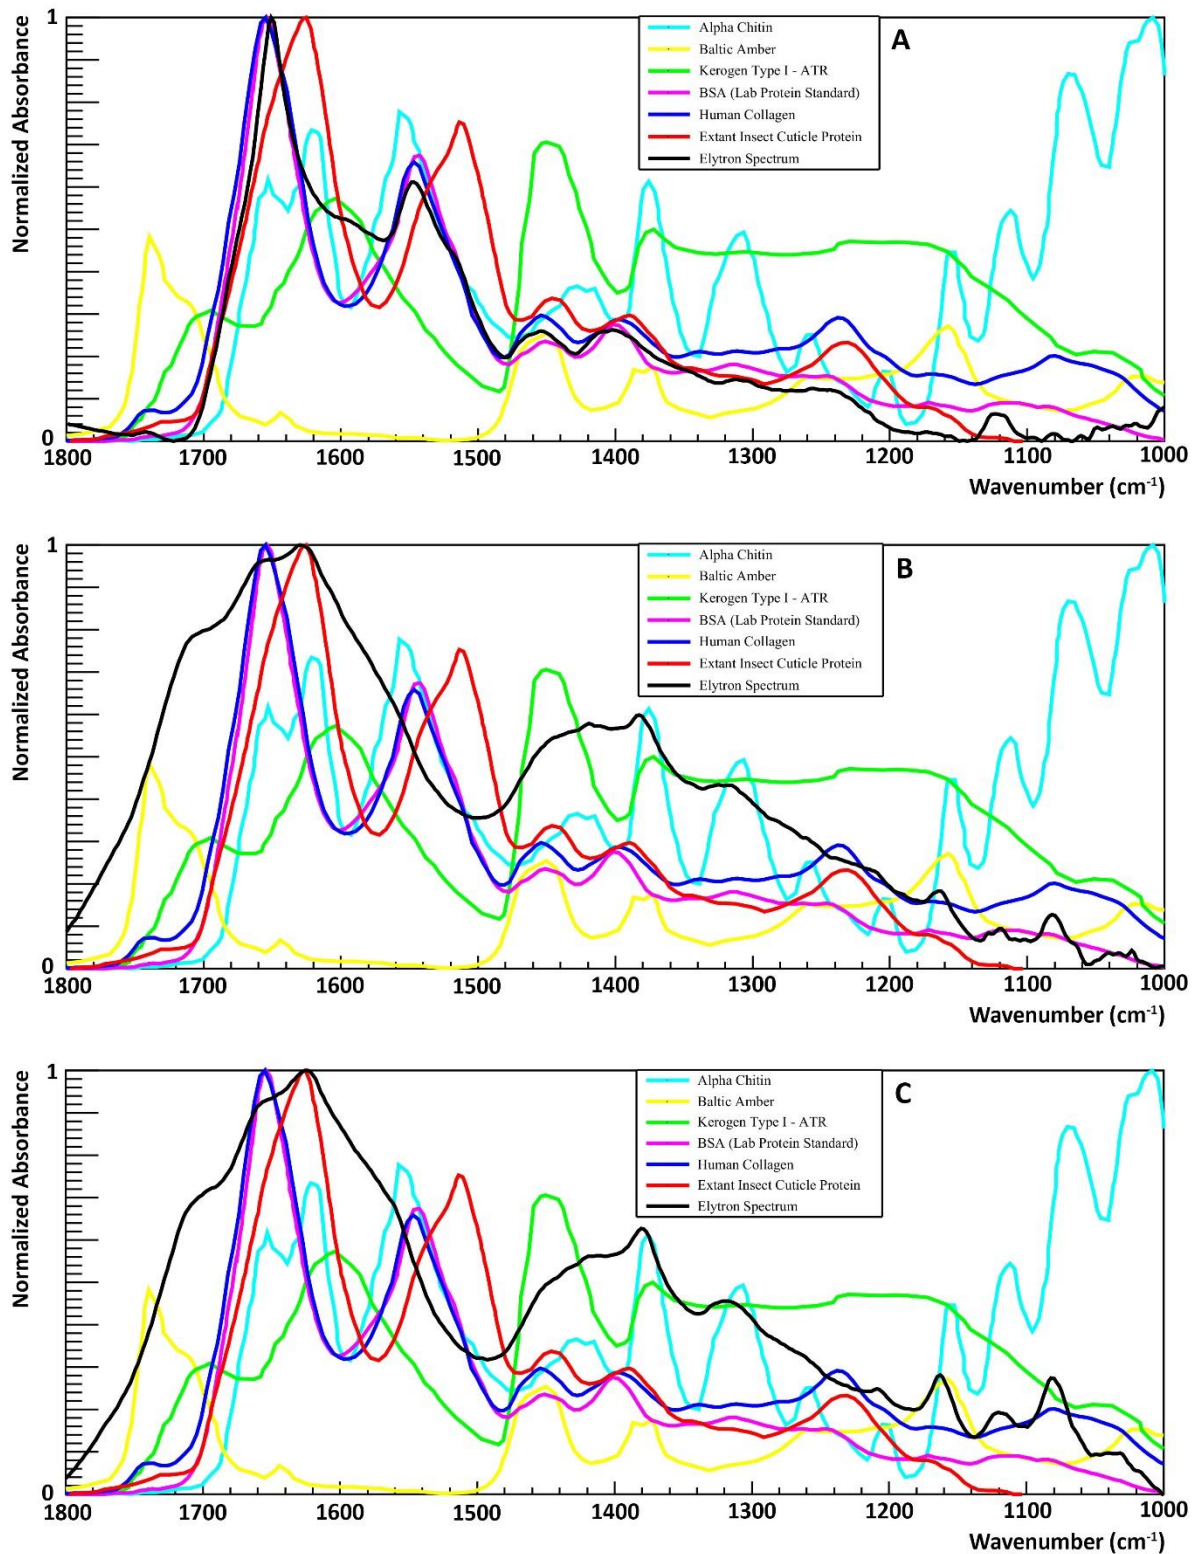 1
Normalized Absorbance
0
Alpha Chitin
Baltic Amber
Kerogen Type I - ATR
BSA (Lab Protein Standard)
Human Collagen
Extant Insect Cuticle Protein
Elytron Spectrum
A
1800 1700 1600 1500 1400 1300 1200 1100 1000
Wavenumber (cm⁻¹)
1
Normalized Absorbance
0
Alpha Chitin
Baltic Amber
Kerogen Type I - ATR
BSA (Lab Protein Standard)
Human Collagen
Extant Insect Cuticle Protein
Elytron Spectrum
B
1800 1700 1600 1500 1400 1300 1200 1100 1000
Wavenumber (cm⁻¹)
1
Normalized Absorbance
0
Alpha Chitin
Baltic Amber
Kerogen Type I - ATR
BSA (Lab Protein Standard)
Human Collagen
Extant Insect Cuticle Protein
Elytron Spectrum
C
1800 1700 1600 1500 1400 1300 1200 1100 1000
Wavenumber (cm⁻¹)